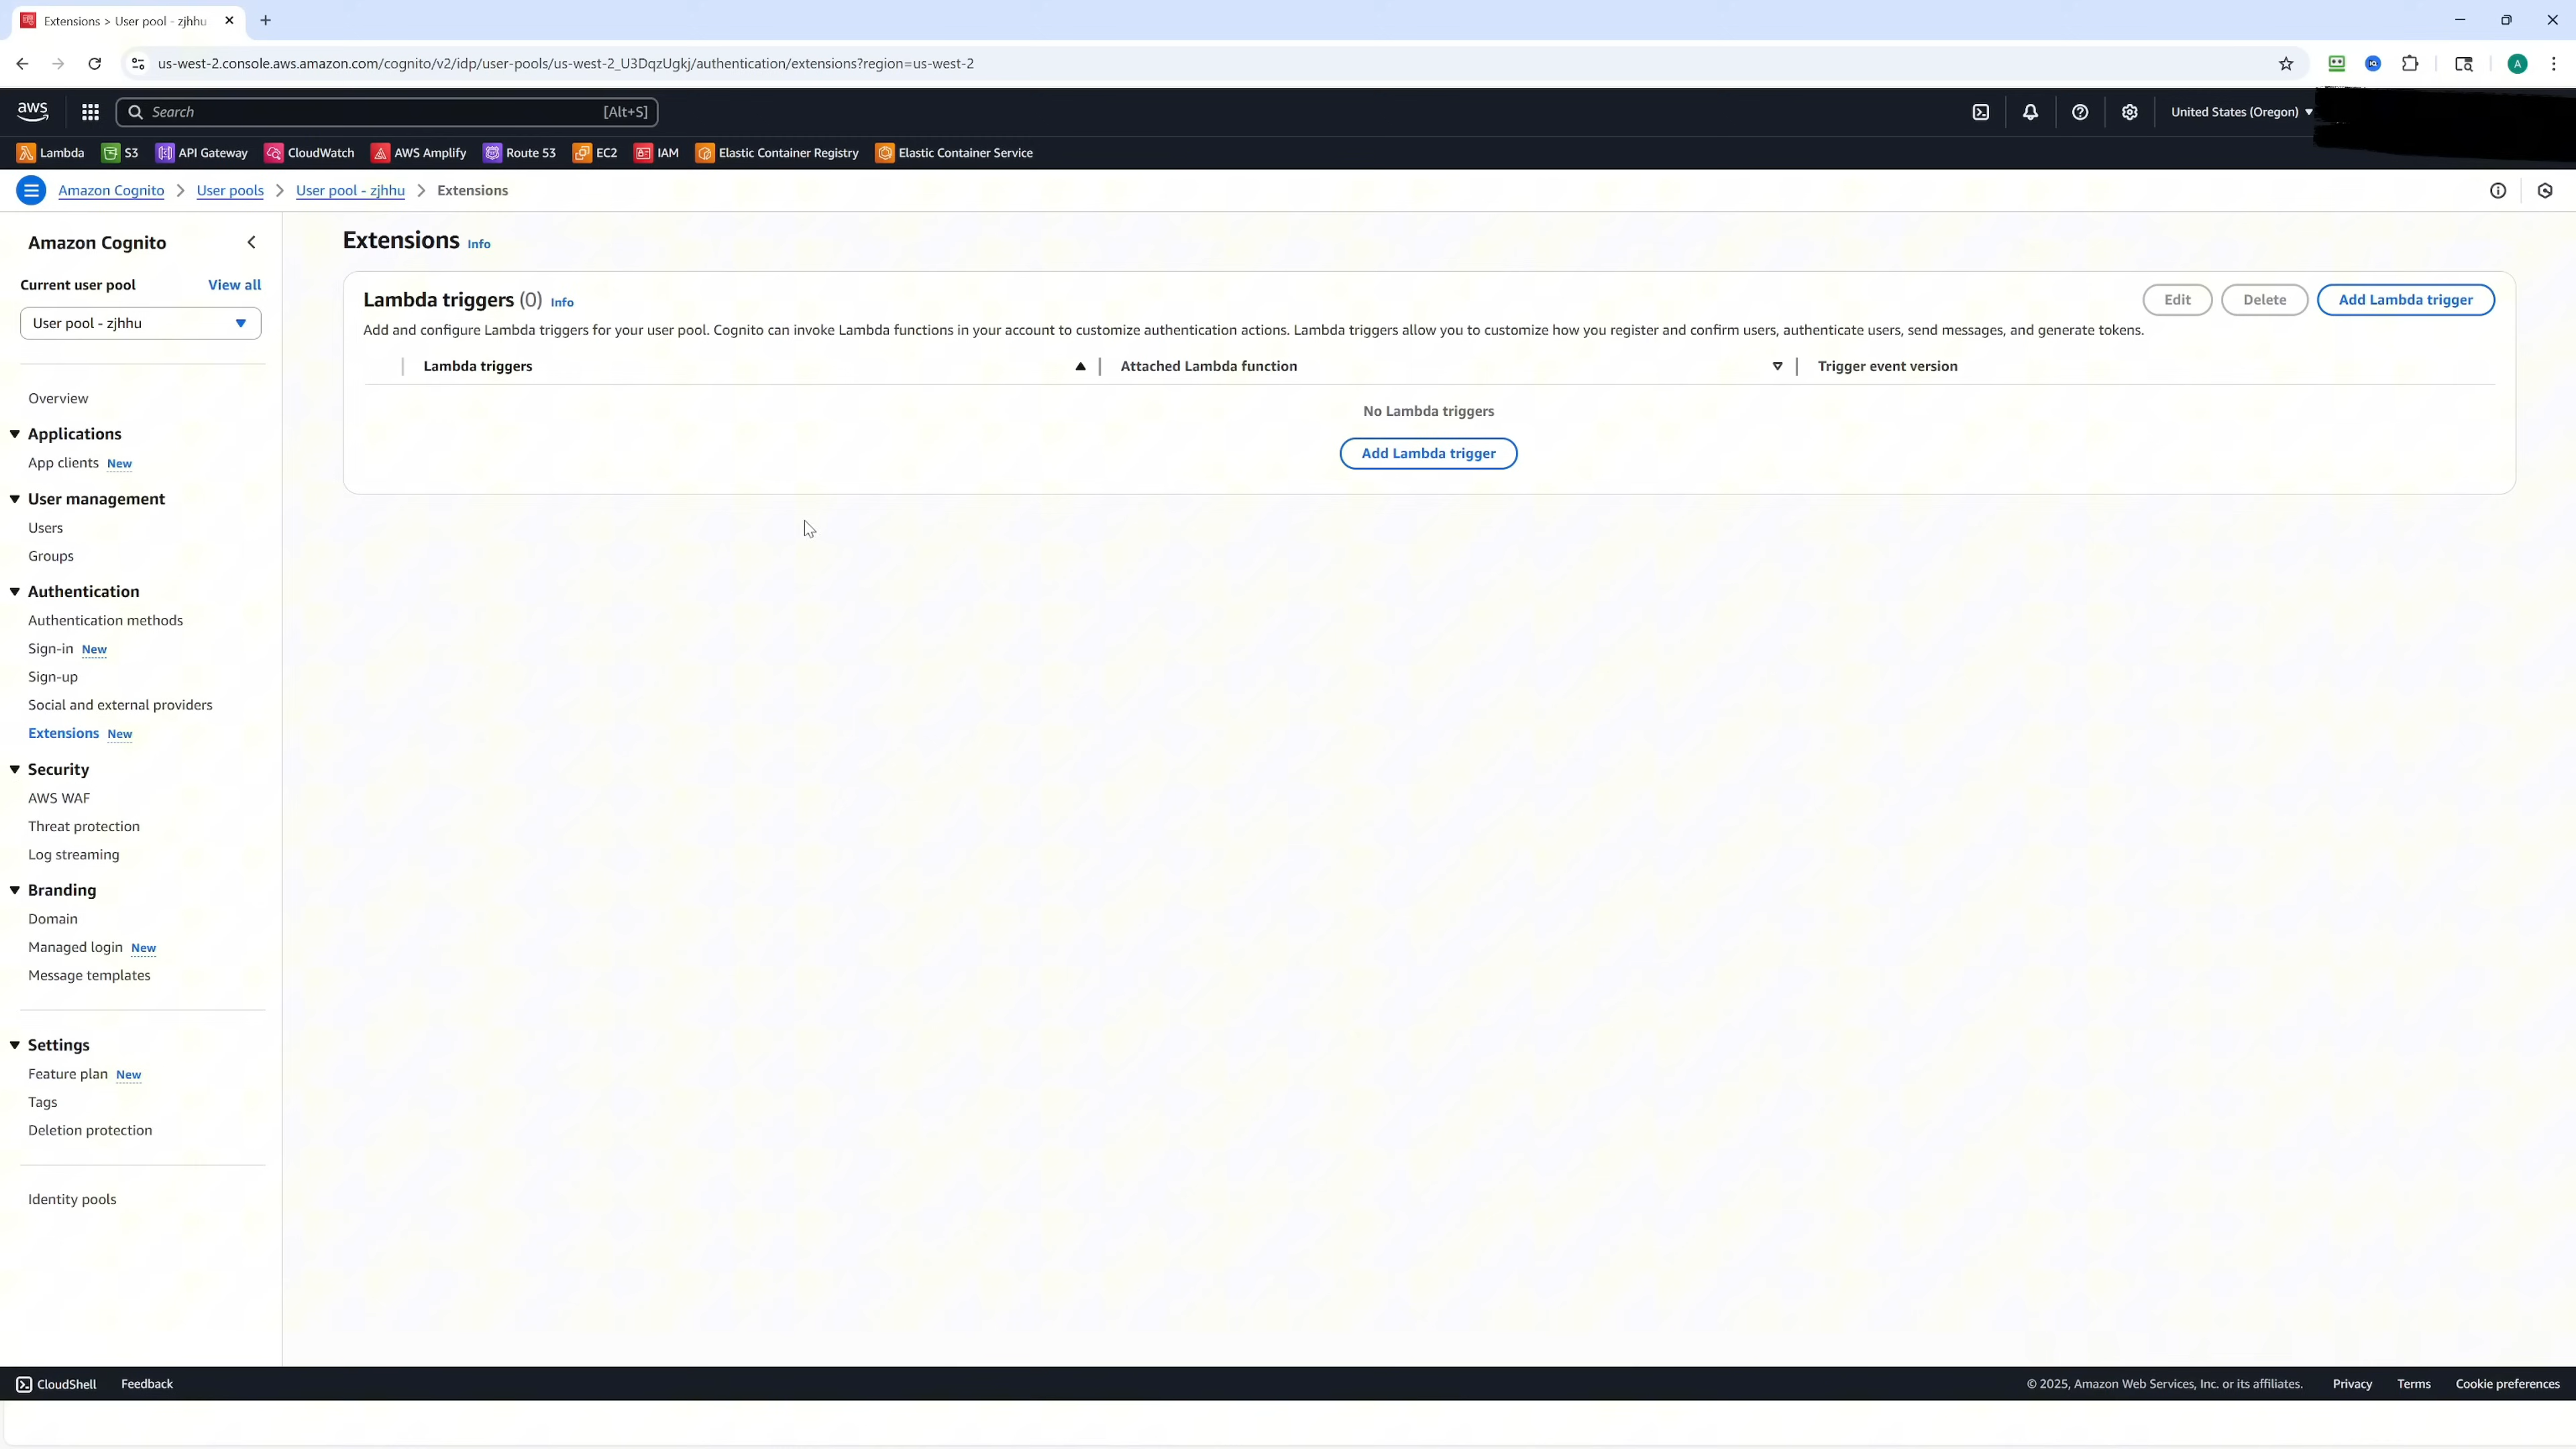 Extensions > User pool - zjhhu
us-west-2.console.aws.amazon.com/cognito/v2/idp/user-pools/us-west-2_U3DqzUgkj/authentication/extensions?region=us-west-2
A
aws
Search
[Alt+S]
United States (Oregon)
Lambda
S3
API Gateway
CloudWatch
AWS Amplify
Route 53
EC2
IAM
Elastic Container Registry
Elastic Container Service
Amazon Cognito
User pools
User pool - zjhhu
Extensions
Amazon Cognito
Current user pool
View all
User pool - zjhhu
Overview
Applications
App clients New
User management
Users
Groups
Authentication
Authentication methods
Sign-in New
Sign-up
Social and external providers
Extensions New
Security
AWS WAF
Threat protection
Log streaming
Branding
Domain
Managed login New
Message templates
Settings
Feature plan New
Tags
Deletion protection
Identity pools
Extensions Info
Lambda triggers (0) Info
Edit
Delete
Add Lambda trigger
Add and configure Lambda triggers for your user pool. Cognito can invoke Lambda functions in your account to customize authentication actions. Lambda triggers allow you to customize how you register and confirm users, authenticate users, send messages, and generate tokens.
Lambda triggers
Attached Lambda function
Trigger event version
No Lambda triggers
Add Lambda trigger
CloudShell
Feedback
© 2025, Amazon Web Services, Inc. or its affiliates.
Privacy
Terms
Cookie preferences